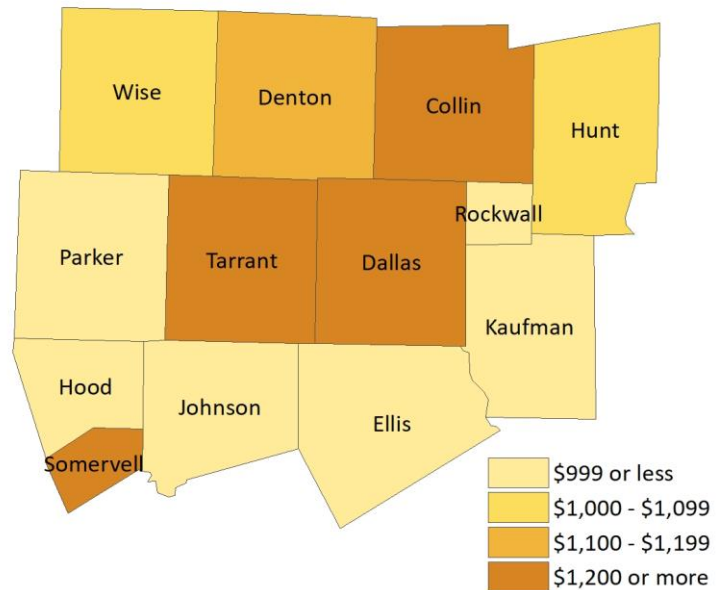 Wise
Denton
Collin
Hunt
Rockwall
Parker
Tarrant
Dallas
Kaufman
Hood
Johnson
Ellis
Somervell
$999 or less
$1,000 - $1,099
$1,100 - $1,199
$1,200 or more